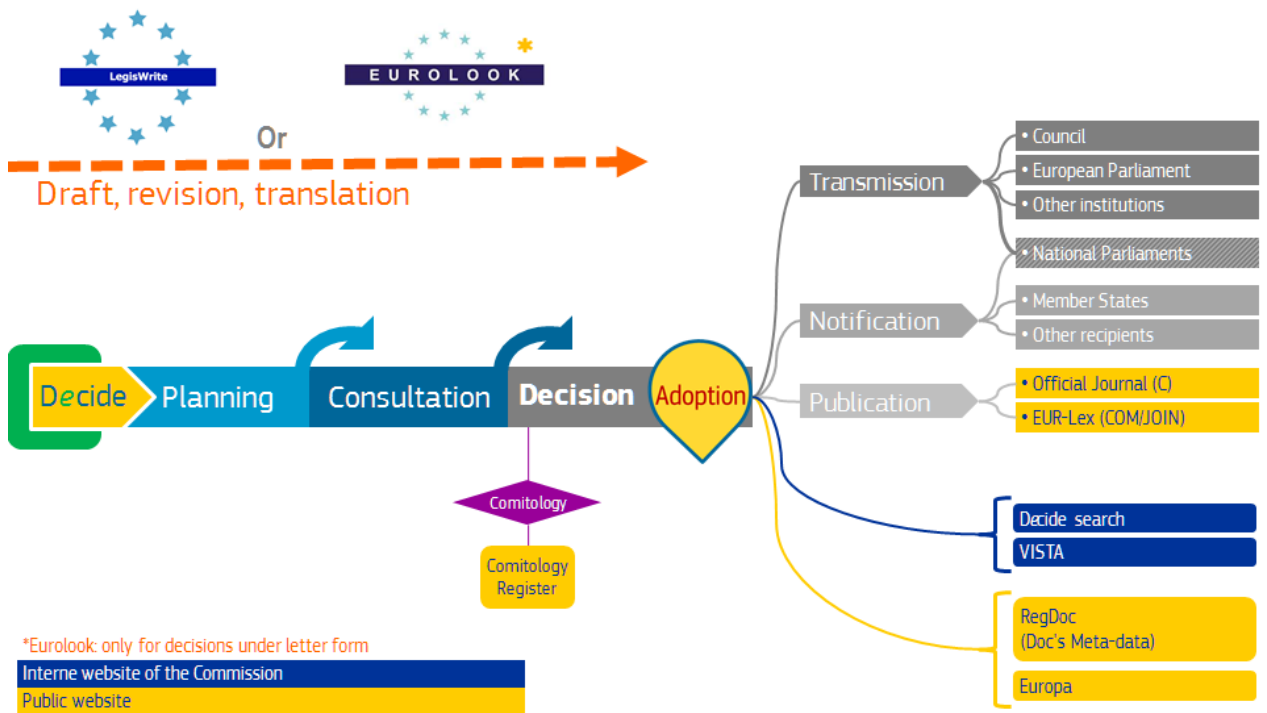 LegisWrite
EUROLOOK
*
Or
Draft, revision, translation
Decide
Planning
Consultation
Decision
Adoption
Comitology
Comitology
Register
Transmission
• Council
• European Parliament
• Other institutions
• National Parliaments
Notification
• Member States
• Other recipients
Publication
• Official Journal (C)
• EUR-Lex (COM/JOIN)
Decide search
VISTA
RegDoc
(Doc's Meta-data)
Europa
*Eurolook: only for decisions under letter form
Interne website of the Commission
Public website